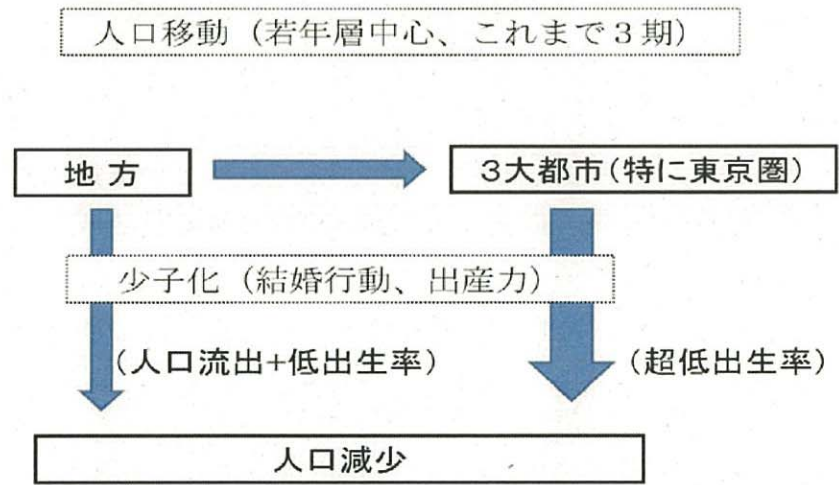 人口移動（若年層中心、これまで３期）
地方
３大都市（特に東京圏）
少子化（結婚行動、出産力）
（人口流出+低出生率）
（超低出生率）
人口減少